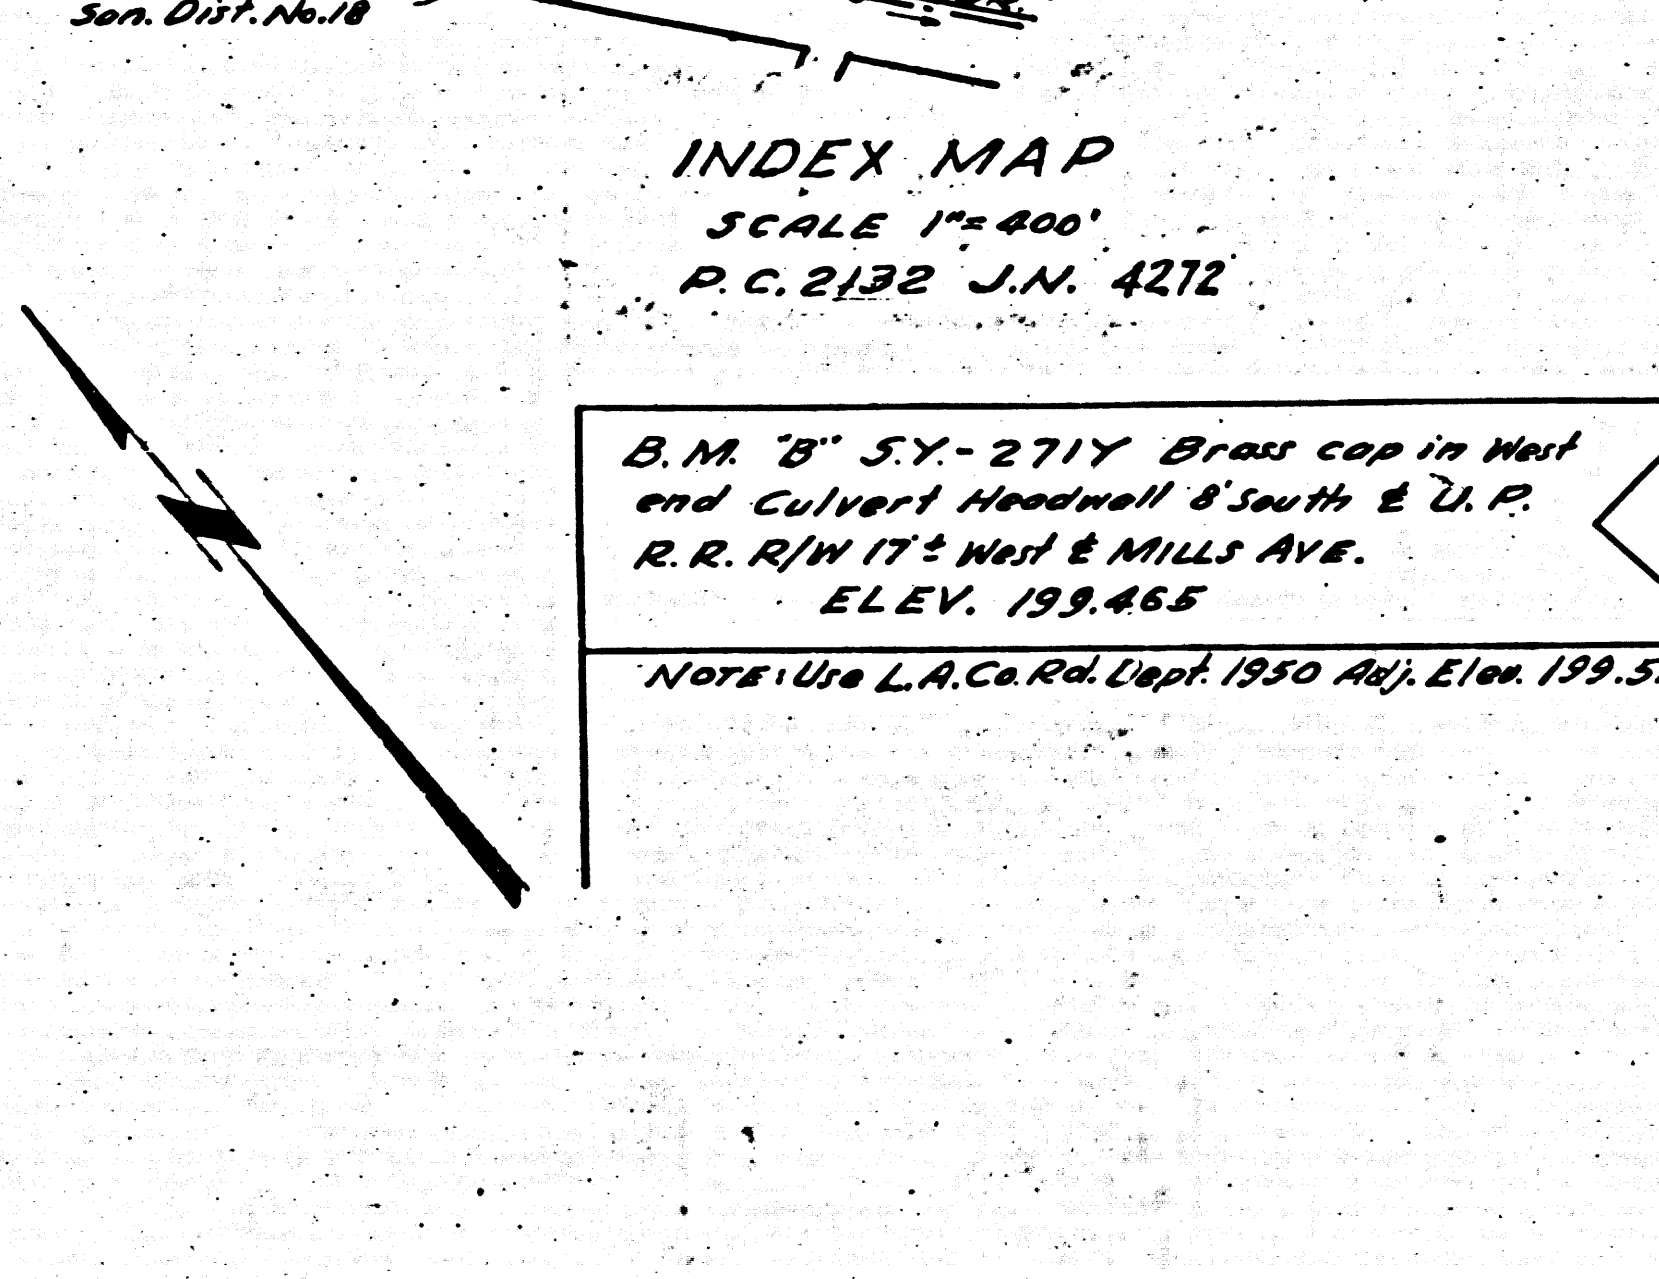 San. Dist. No. 18
INDEX MAP
SCALE 1"=400'
P.C. 2132 J.N. 4272
B.M. "B" S.Y.-271Y Brass cap in West
end Culvert Headwall 8' South ℄ U.P.
R.R. R/W 17'± West ℄ MILLS AVE.
ELEV. 199.465
NOTE: Use L.A.Co. Rd. Dept. 1950 Adj. Elev. 199.5